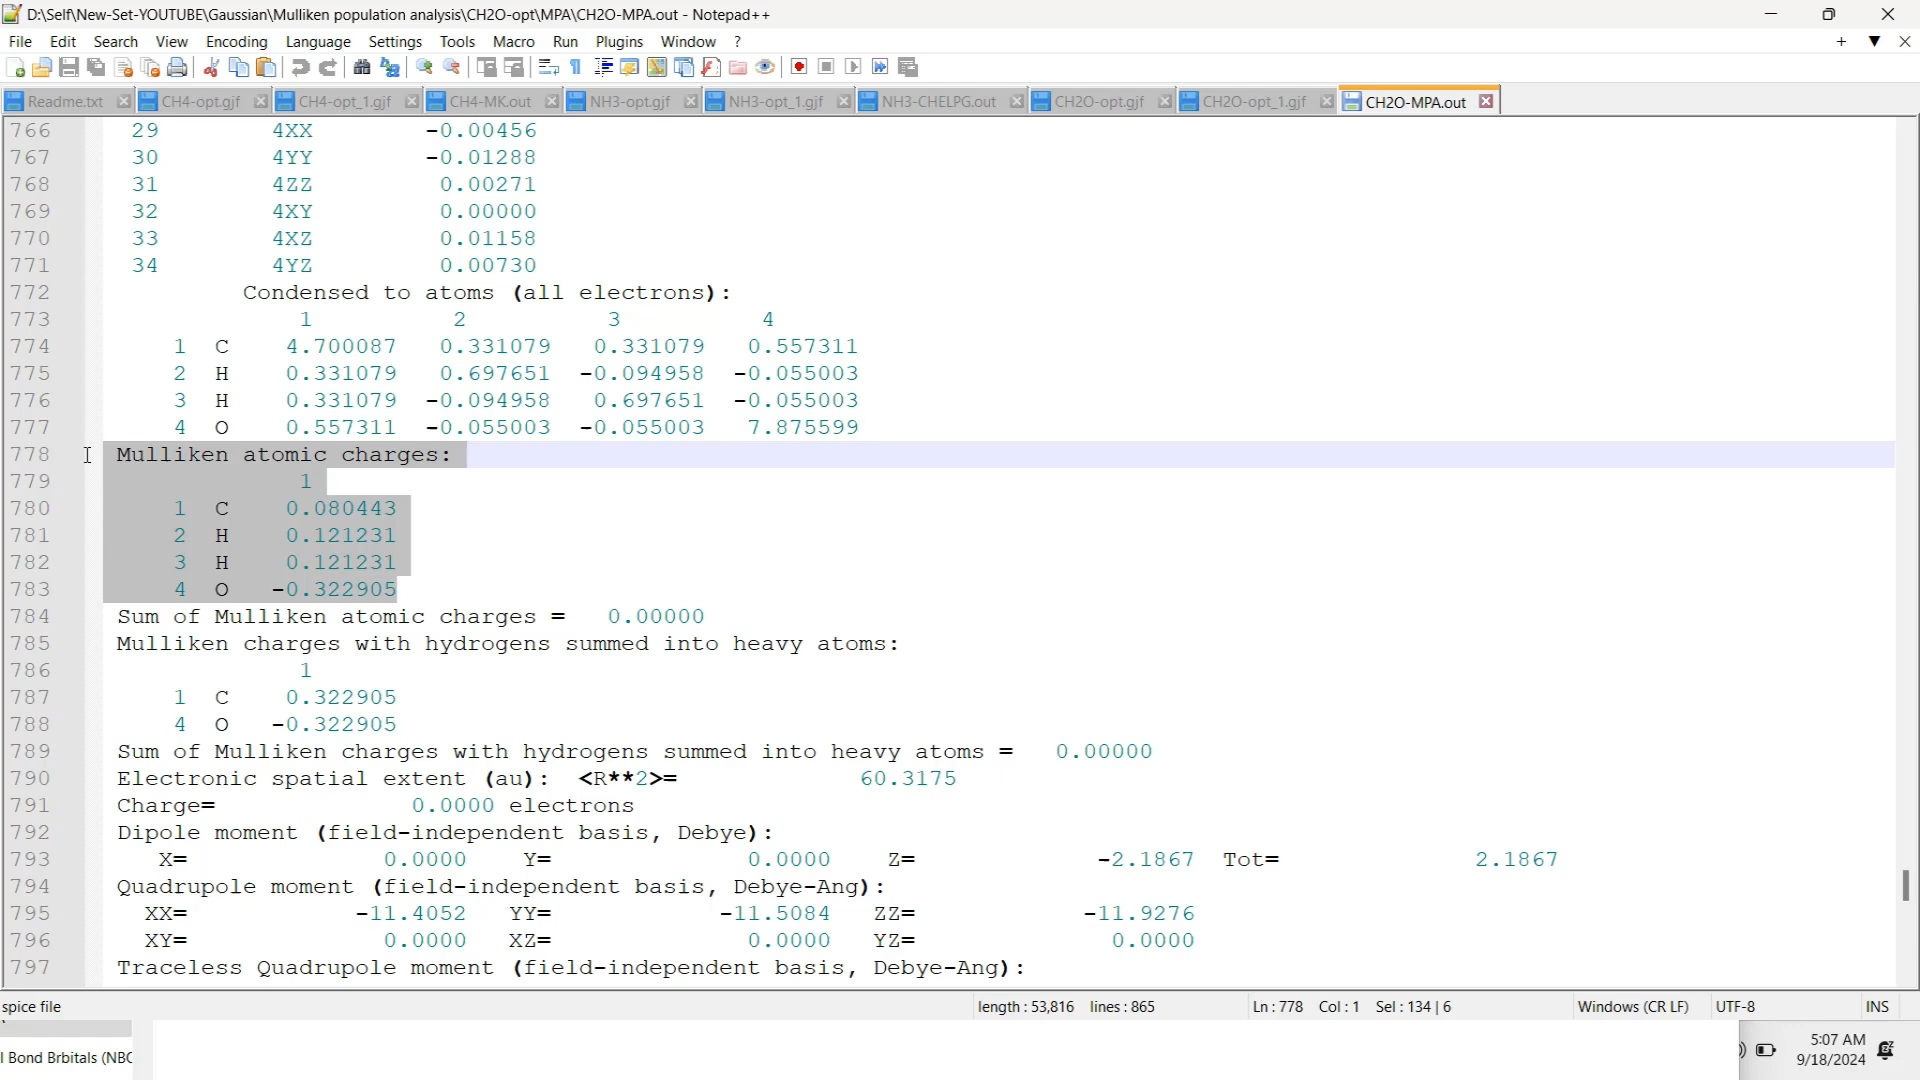 D:\Self\New-Set-YOUTUBE\Gaussian\Mulliken population analysis\CH2O-opt\MPA\CH2O-MPA.out - Notepad++
File Edit Search View Encoding Language Settings Tools Macro Run Plugins Window ?
Readme.txt CH4-opt.gjf CH4-opt_1.gjf CH4-MK.out NH3-opt.gjf NH3-opt_1.gjf NH3-CHELPG.out CH2O-opt.gjf CH2O-opt_1.gjf CH2O-MPA.out
766 29 4XX -0.00456
767 30 4YY -0.01288
768 31 4ZZ 0.00271
769 32 4XY 0.00000
770 33 4XZ 0.01158
771 34 4YZ 0.00730
772 Condensed to atoms (all electrons):
773 1 2 3 4
774 1 C 4.700087 0.331079 0.331079 0.557311
775 2 H 0.331079 0.697651 -0.094958 -0.055003
776 3 H 0.331079 -0.094958 0.697651 -0.055003
777 4 O 0.557311 -0.055003 -0.055003 7.875599
778 Mulliken atomic charges:
779 1
780 1 C 0.080443
781 2 H 0.121231
782 3 H 0.121231
783 4 O -0.322905
784 Sum of Mulliken atomic charges = 0.00000
785 Mulliken charges with hydrogens summed into heavy atoms:
786 1
787 1 C 0.322905
788 4 O -0.322905
789 Sum of Mulliken charges with hydrogens summed into heavy atoms = 0.00000
790 Electronic spatial extent (au): <R**2>= 60.3175
791 Charge= 0.0000 electrons
792 Dipole moment (field-independent basis, Debye):
793 X= 0.0000 Y= 0.0000 Z= -2.1867 Tot= 2.1867
794 Quadrupole moment (field-independent basis, Debye-Ang):
795 XX= -11.4052 YY= -11.5084 ZZ= -11.9276
796 XY= 0.0000 XZ= 0.0000 YZ= 0.0000
797 Traceless Quadrupole moment (field-independent basis, Debye-Ang):
spice file length : 53,816 lines : 865 Ln : 778 Col : 1 Sel : 134 | 6 Windows (CR LF) UTF-8 INS
l Bond Brbitals (NBC
5:07 AM
9/18/2024